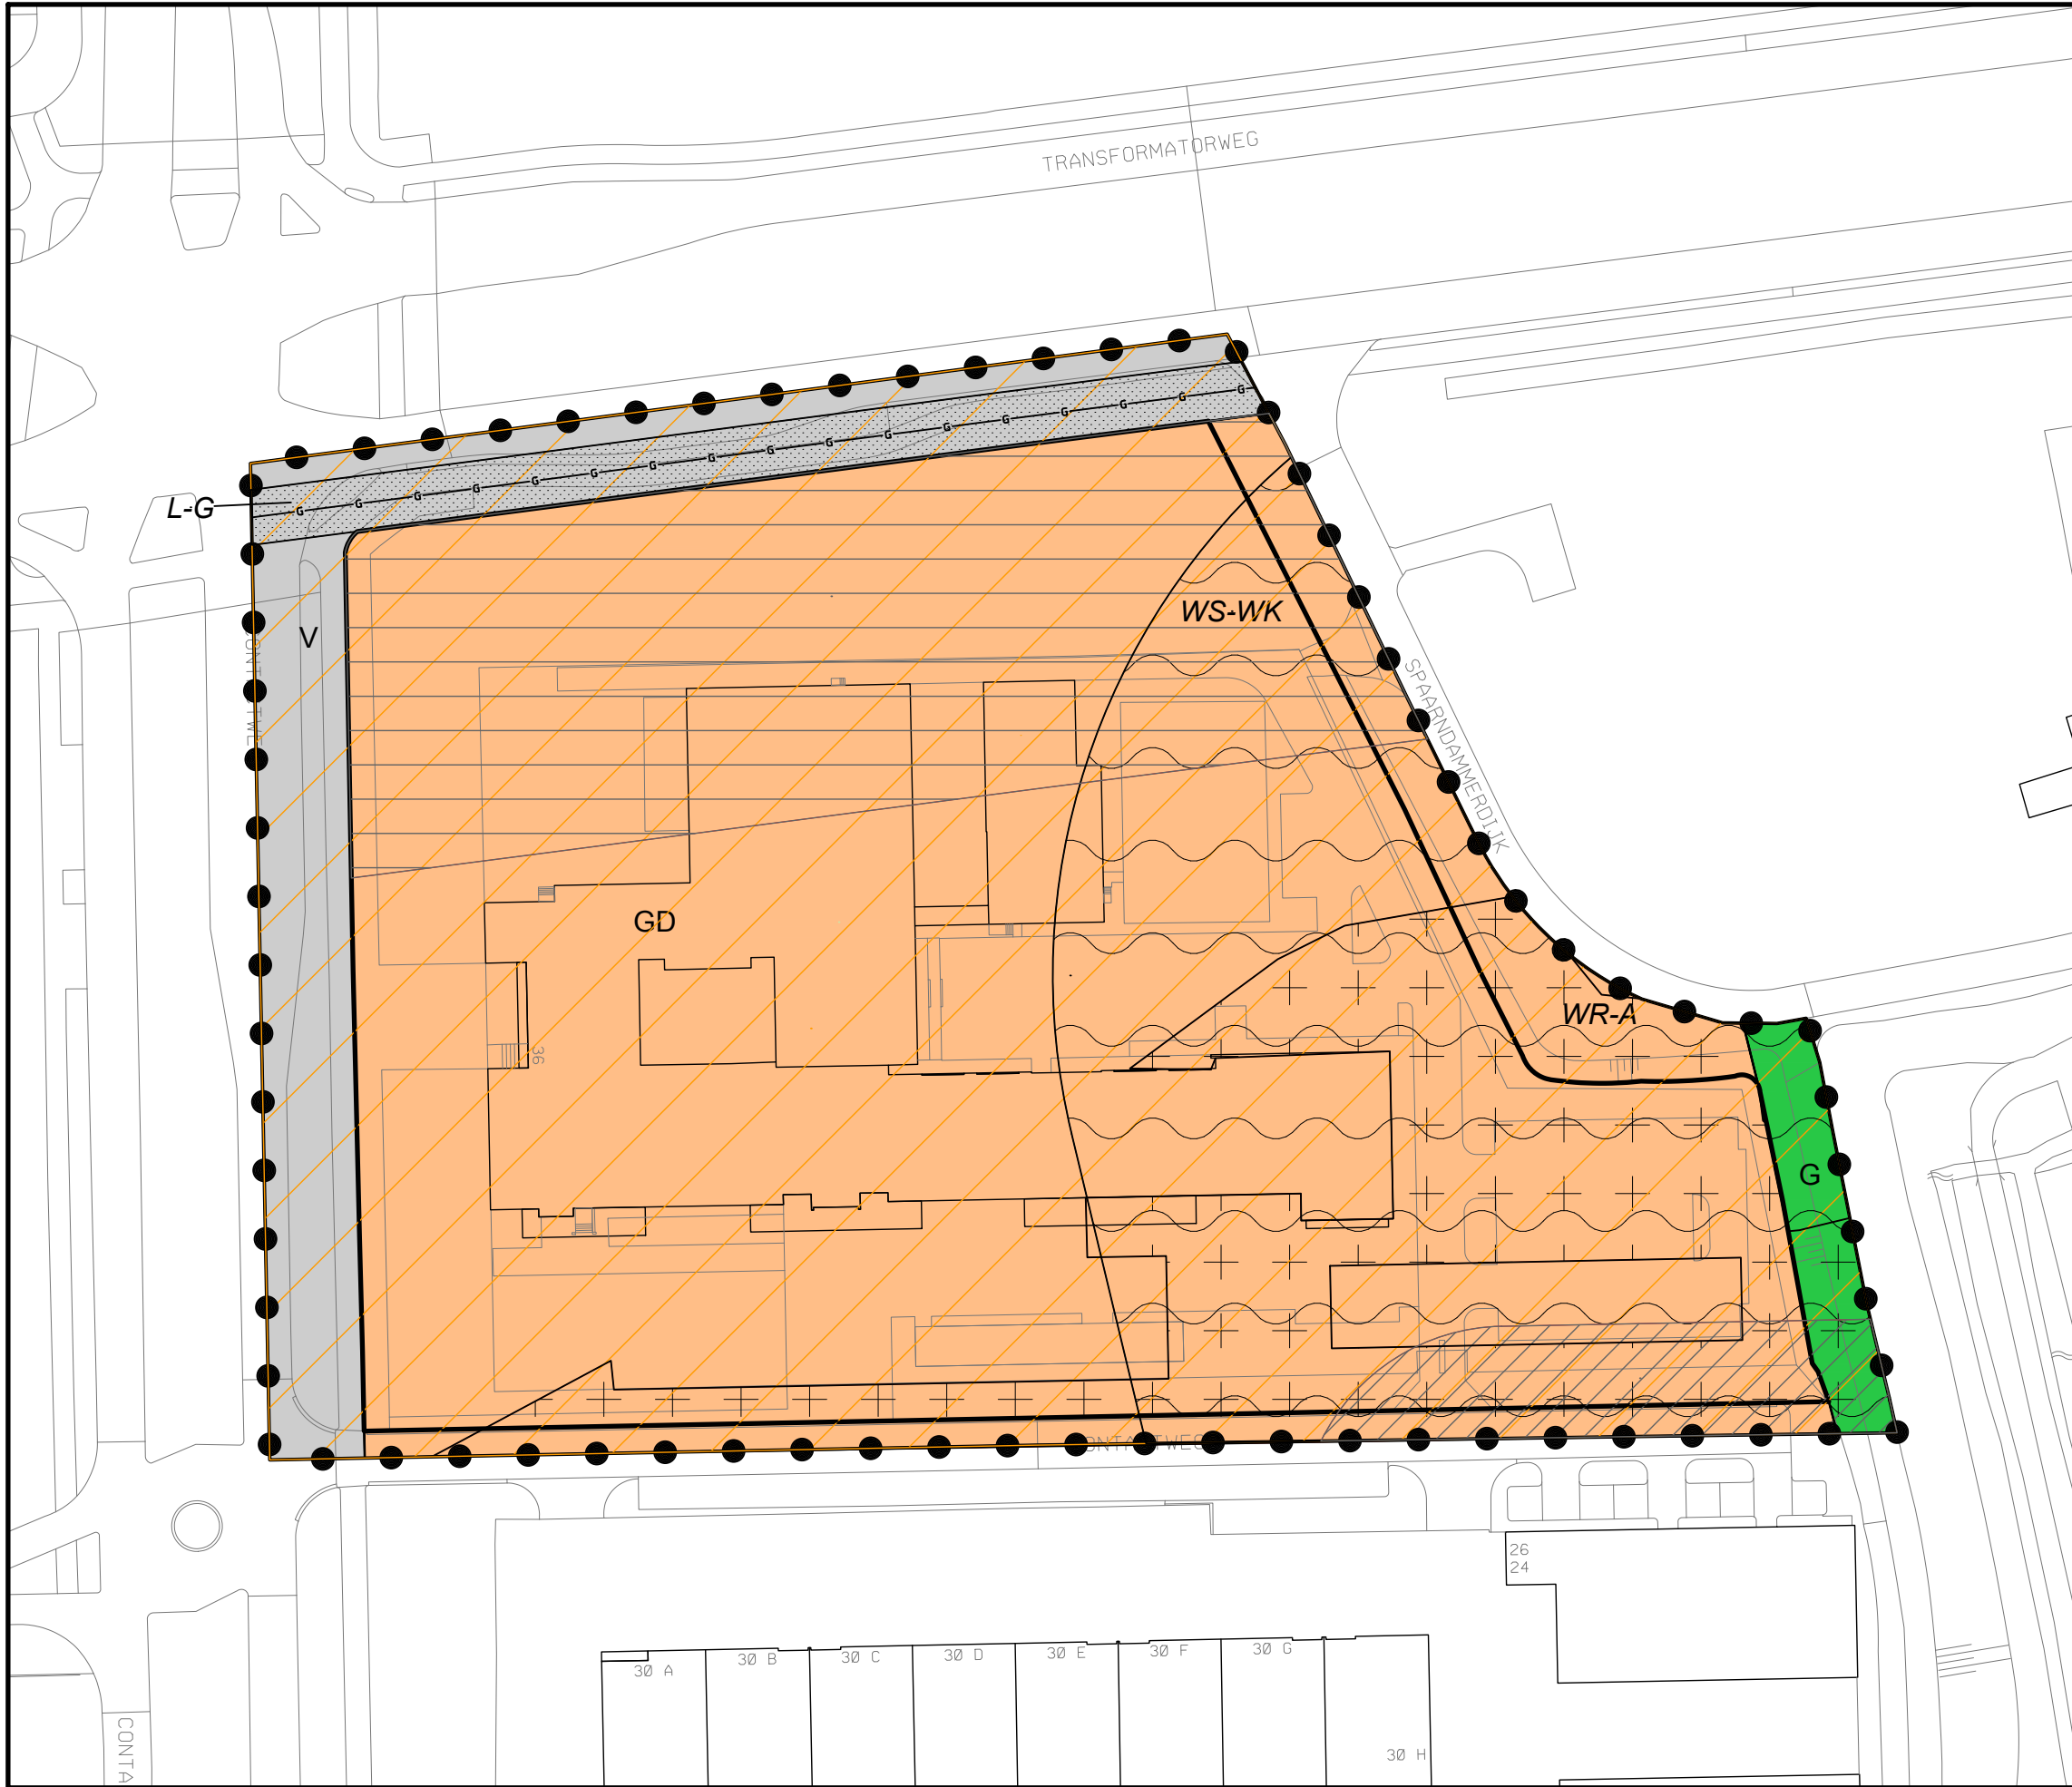 TRANSFORMATORWEG
L-G
G G G G G G G G G G G G G G G G G
WS-WK
V
SPAARNDAMMERDIJK
GD
WR-A
36
G
26
24
30 A
30 B
30 C
30 D
30 E
30 F
30 G
30 H
CONTA